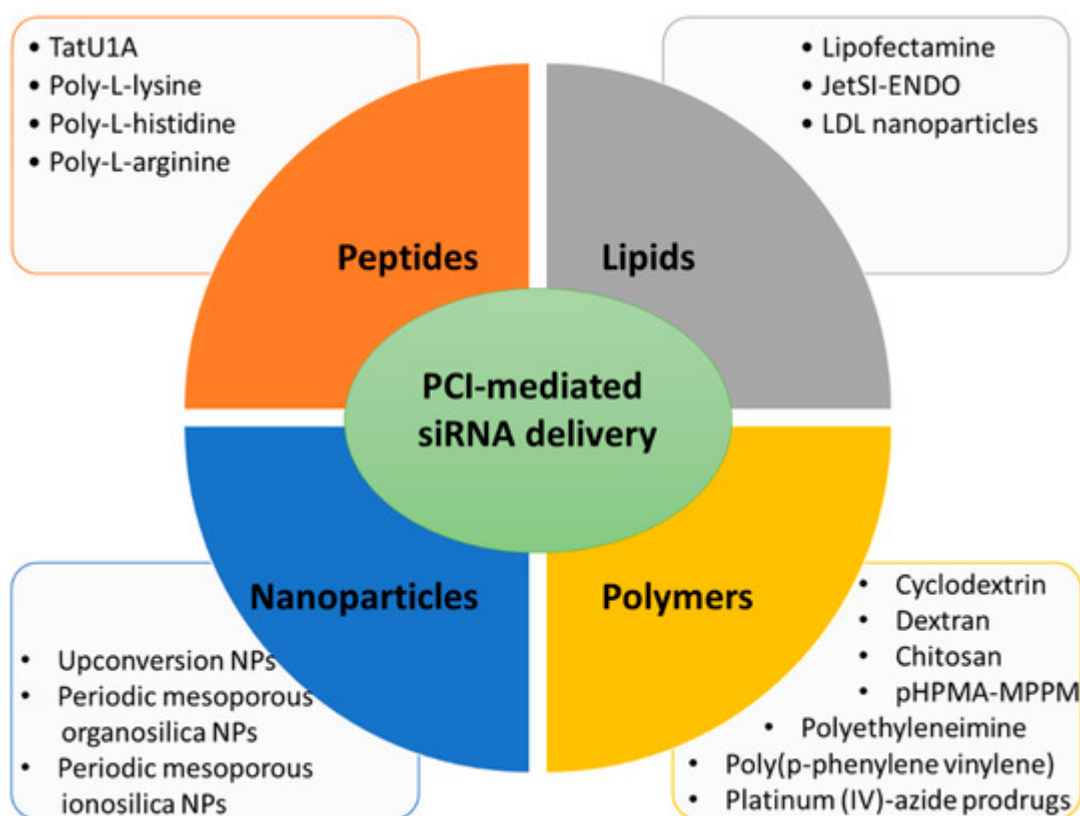 • TatU1A
• Poly-L-lysine
• Poly-L-histidine
• Poly-L-arginine
• Lipofectamine
• JetSI-ENDO
• LDL nanoparticles
Peptides
Lipids
PCI-mediated
siRNA delivery
Nanoparticles
Polymers
• Upconversion NPs
• Periodic mesoporous
organosilica NPs
• Periodic mesoporous
ionosilica NPs
• Cyclodextrin
• Dextran
• Chitosan
• pHPMA-MPPM
• Polyethyleneimine
• Poly(p-phenylene vinylene)
• Platinum (IV)-azide prodrugs